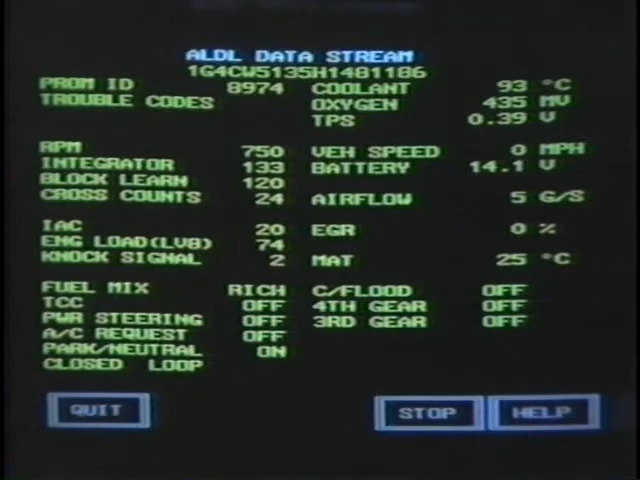 ALDL DATA STREAM
1G4CW5135H1481186
PROM ID 8974 COOLANT 93 °C
TROUBLE CODES OXYGEN 435 MV
TPS 0.39 V
RPM 750 VEH SPEED 0 MPH
INTEGRATOR 133 BATTERY 14.1 V
BLOCK LEARN 120
CROSS COUNTS 24 AIRFLOW 5 G/S
IAC 20 EGR 0 %
ENG LOAD(LV8) 74
KNOCK SIGNAL 2 MAT 25 °C
FUEL MIX RICH C/FLOOD OFF
TCC OFF 4TH GEAR OFF
PWR STEERING OFF 3RD GEAR OFF
A/C REQUEST OFF
PARK/NEUTRAL ON
CLOSED LOOP
QUIT STOP HELP